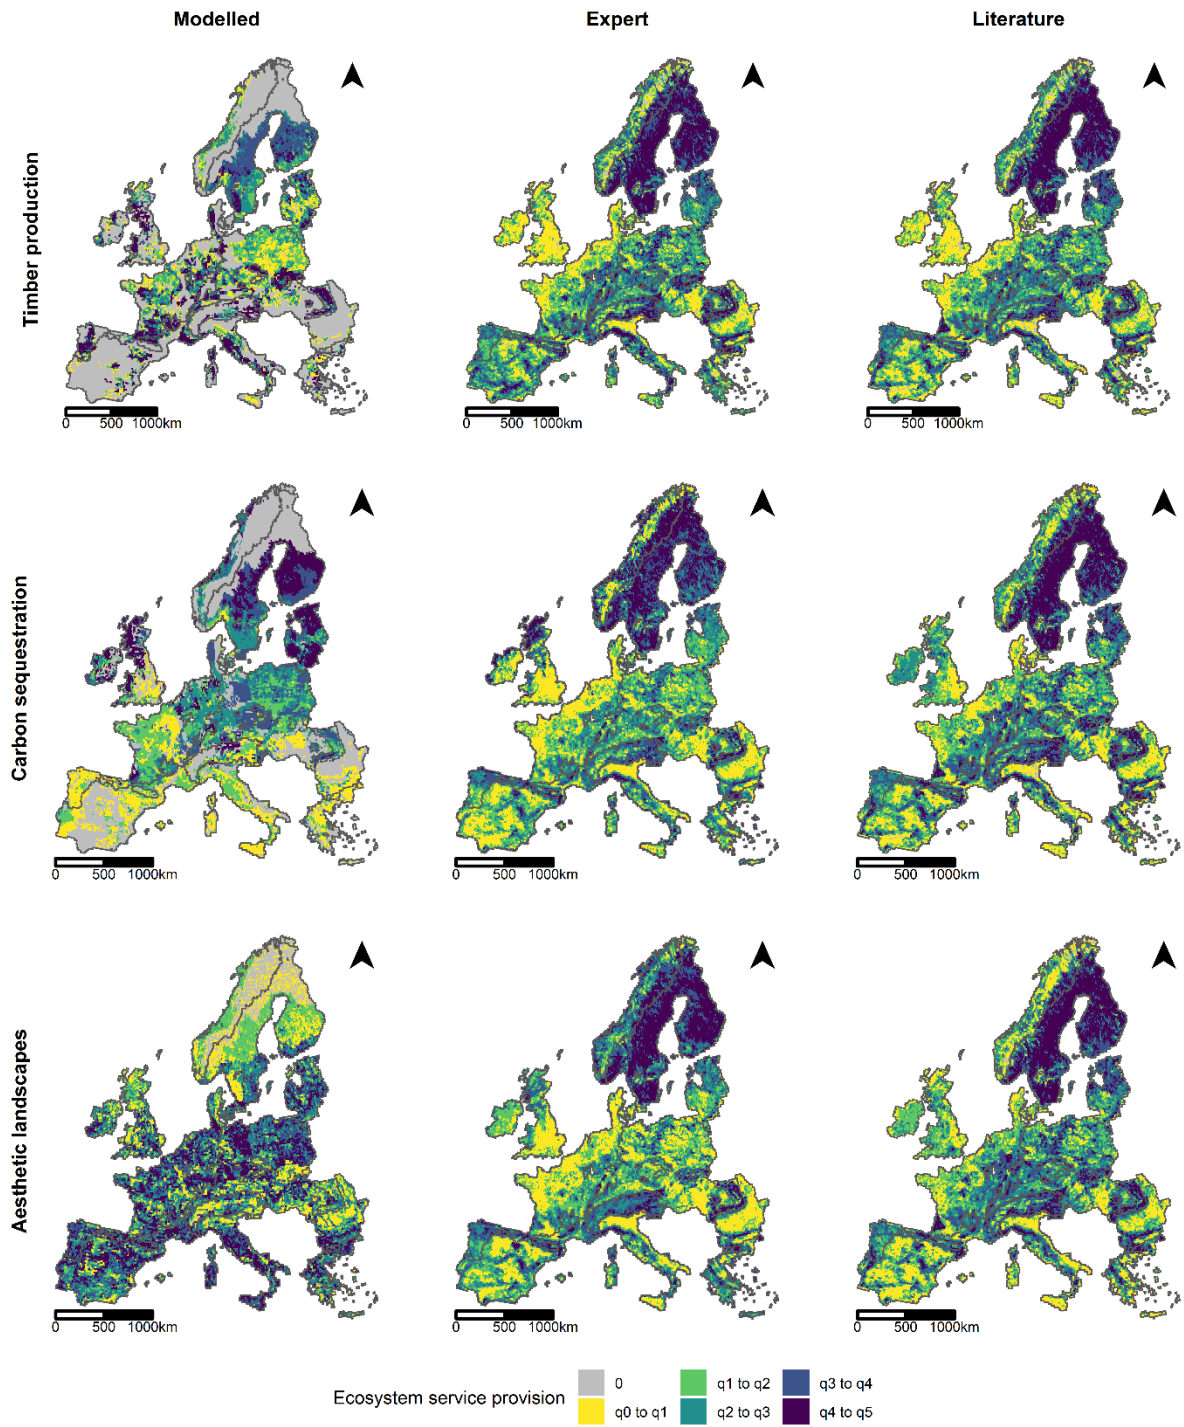 Modelled Expert Literature
Timber production
0 500 1000km
0 500 1000km
0 500 1000km
Carbon sequestration
0 500 1000km
0 500 1000km
0 500 1000km
Aesthetic landscapes
0 500 1000km
0 500 1000km
0 500 1000km
Ecosystem service provision
0 q1 to q2 q3 to q4
q0 to q1 q2 to q3 q4 to q5